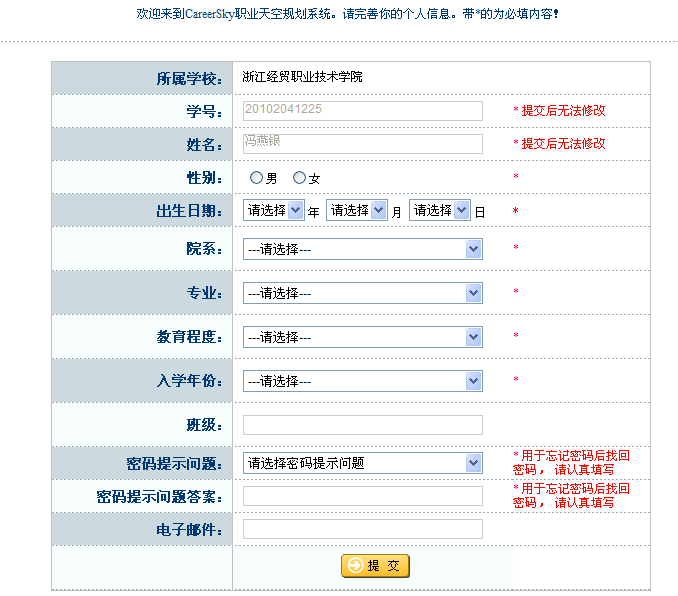 欢迎来到CareerSky职业天空规划系统。请完善你的个人信息。带*的为必填内容！
所属学校： 浙江经贸职业技术学院
学号： 20102041225 * 提交后无法修改
姓名： 冯燕银 * 提交后无法修改
性别： 男 女 *
出生日期： 请选择 年 请选择 月 请选择 日 *
院系： ---请选择--- *
专业： ---请选择--- *
教育程度： ---请选择--- *
入学年份： ---请选择--- *
班级：
密码提示问题： 请选择密码提示问题 * 用于忘记密码后找回
密码， 请认真填写
密码提示问题答案： * 用于忘记密码后找回
密码， 请认真填写
电子邮件：
提 交